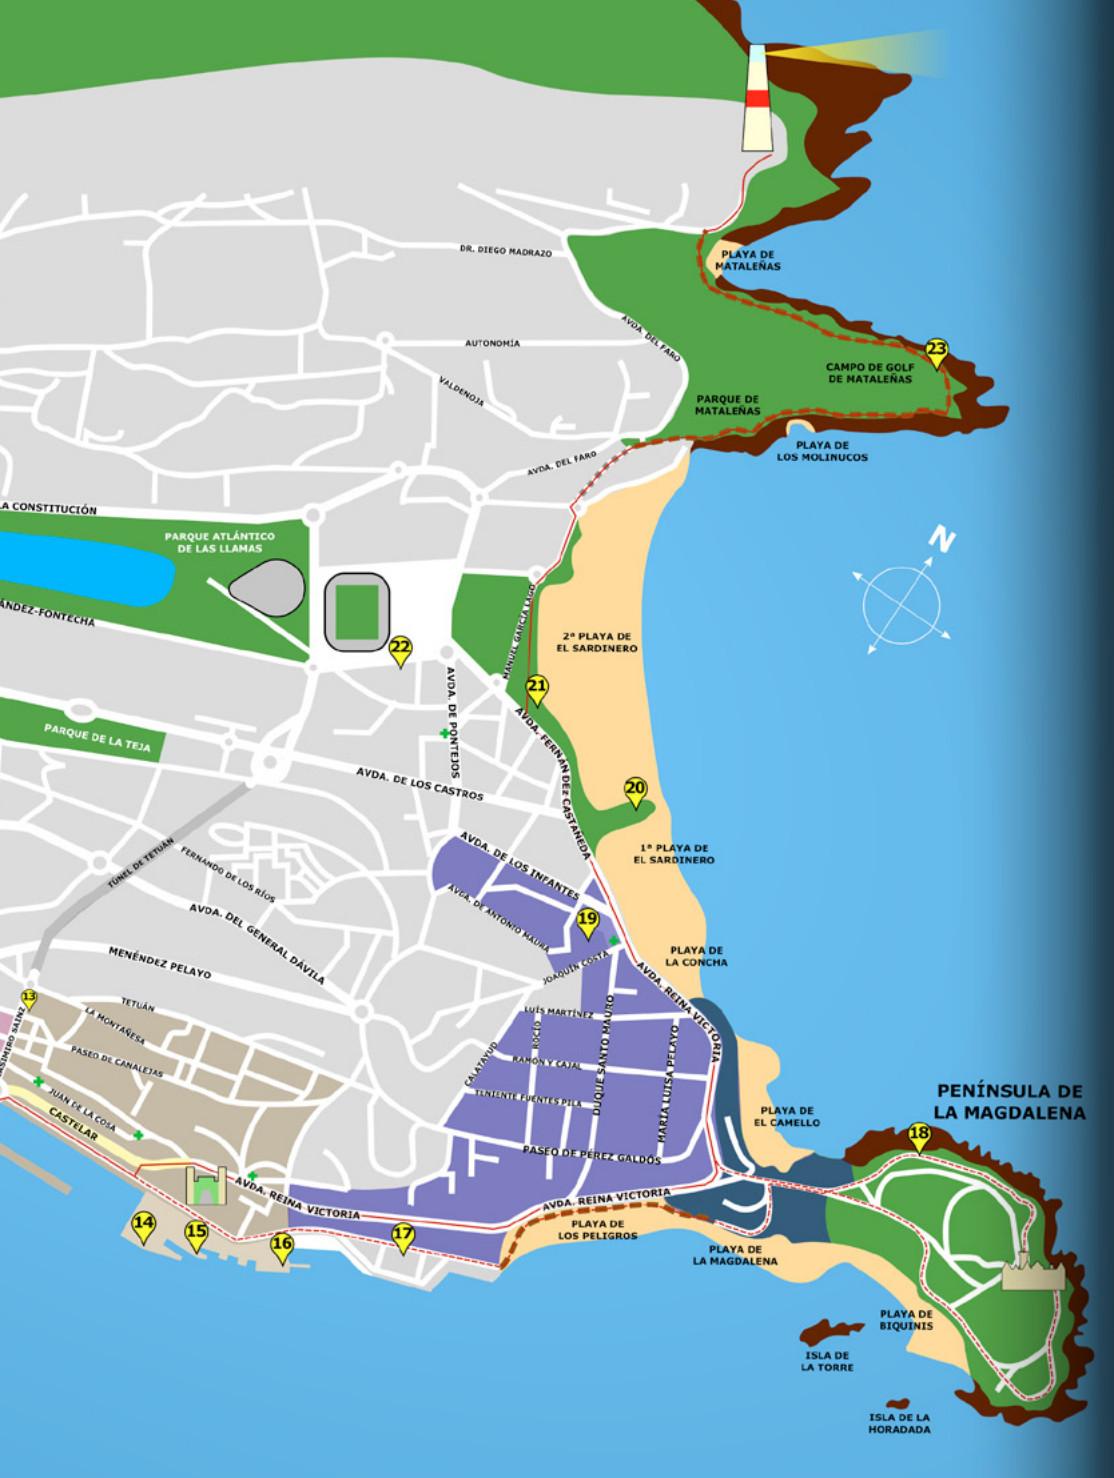 PLAYA DE
MATALEÑAS
DR. DIEGO MADRAZO
AVDA. DEL FARO
AUTONOMÍA
23
CAMPO DE GOLF
DE MATALEÑAS
VALDENOJA
PARQUE DE
MATALEÑAS
PLAYA DE
LOS MOLINUCOS
AVDA. DEL FARO
LA CONSTITUCIÓN
PARQUE ATLÁNTICO
DE LAS LLAMAS
N
ÁNDEZ-FONTECHA
MANUEL GARCÍA LAGO
2ª PLAYA DE
EL SARDINERO
22
21
AVDA. DE PONTEJOS
AVDA. FERNÁNDEZ CASTAÑEDA
PARQUE DE LA TEJA
AVDA. DE LOS CASTROS
20
1ª PLAYA DE
EL SARDINERO
TÚNEL DE TETUÁN
FERNANDO DE LOS RÍOS
AVDA. DE LOS INFANTES
AVDA. DE ANTONIO MAURA
19
AVDA. DEL GENERAL DÁVILA
PLAYA DE
LA CONCHA
MENÉNDEZ PELAYO
JOAQUÍN COSTA
AVDA. REINA VICTORIA
13
TETUÁN
LA MONTAÑESA
LUÍS MARTÍNEZ
DUQUE SANTO MAURO
ROCÍO
CASIMIRO SAINZ
PASEO DE CANALEJAS
CALATAYUD
RAMÓN Y CAJAL
MARÍA LUISA PELAYO
TENIENTE FUENTES PILA
JUAN DE LA COSA
CASTELAR
PENÍNSULA DE
LA MAGDALENA
PLAYA DE
EL CAMELLO
18
PASEO DE PÉREZ GALDÓS
AVDA. REINA VICTORIA
AVDA. REINA VICTORIA
14
15
16
17
PLAYA DE
LOS PELIGROS
PLAYA DE
LA MAGDALENA
PLAYA DE
BIQUINIS
ISLA DE
LA TORRE
ISLA DE LA
HORADADA